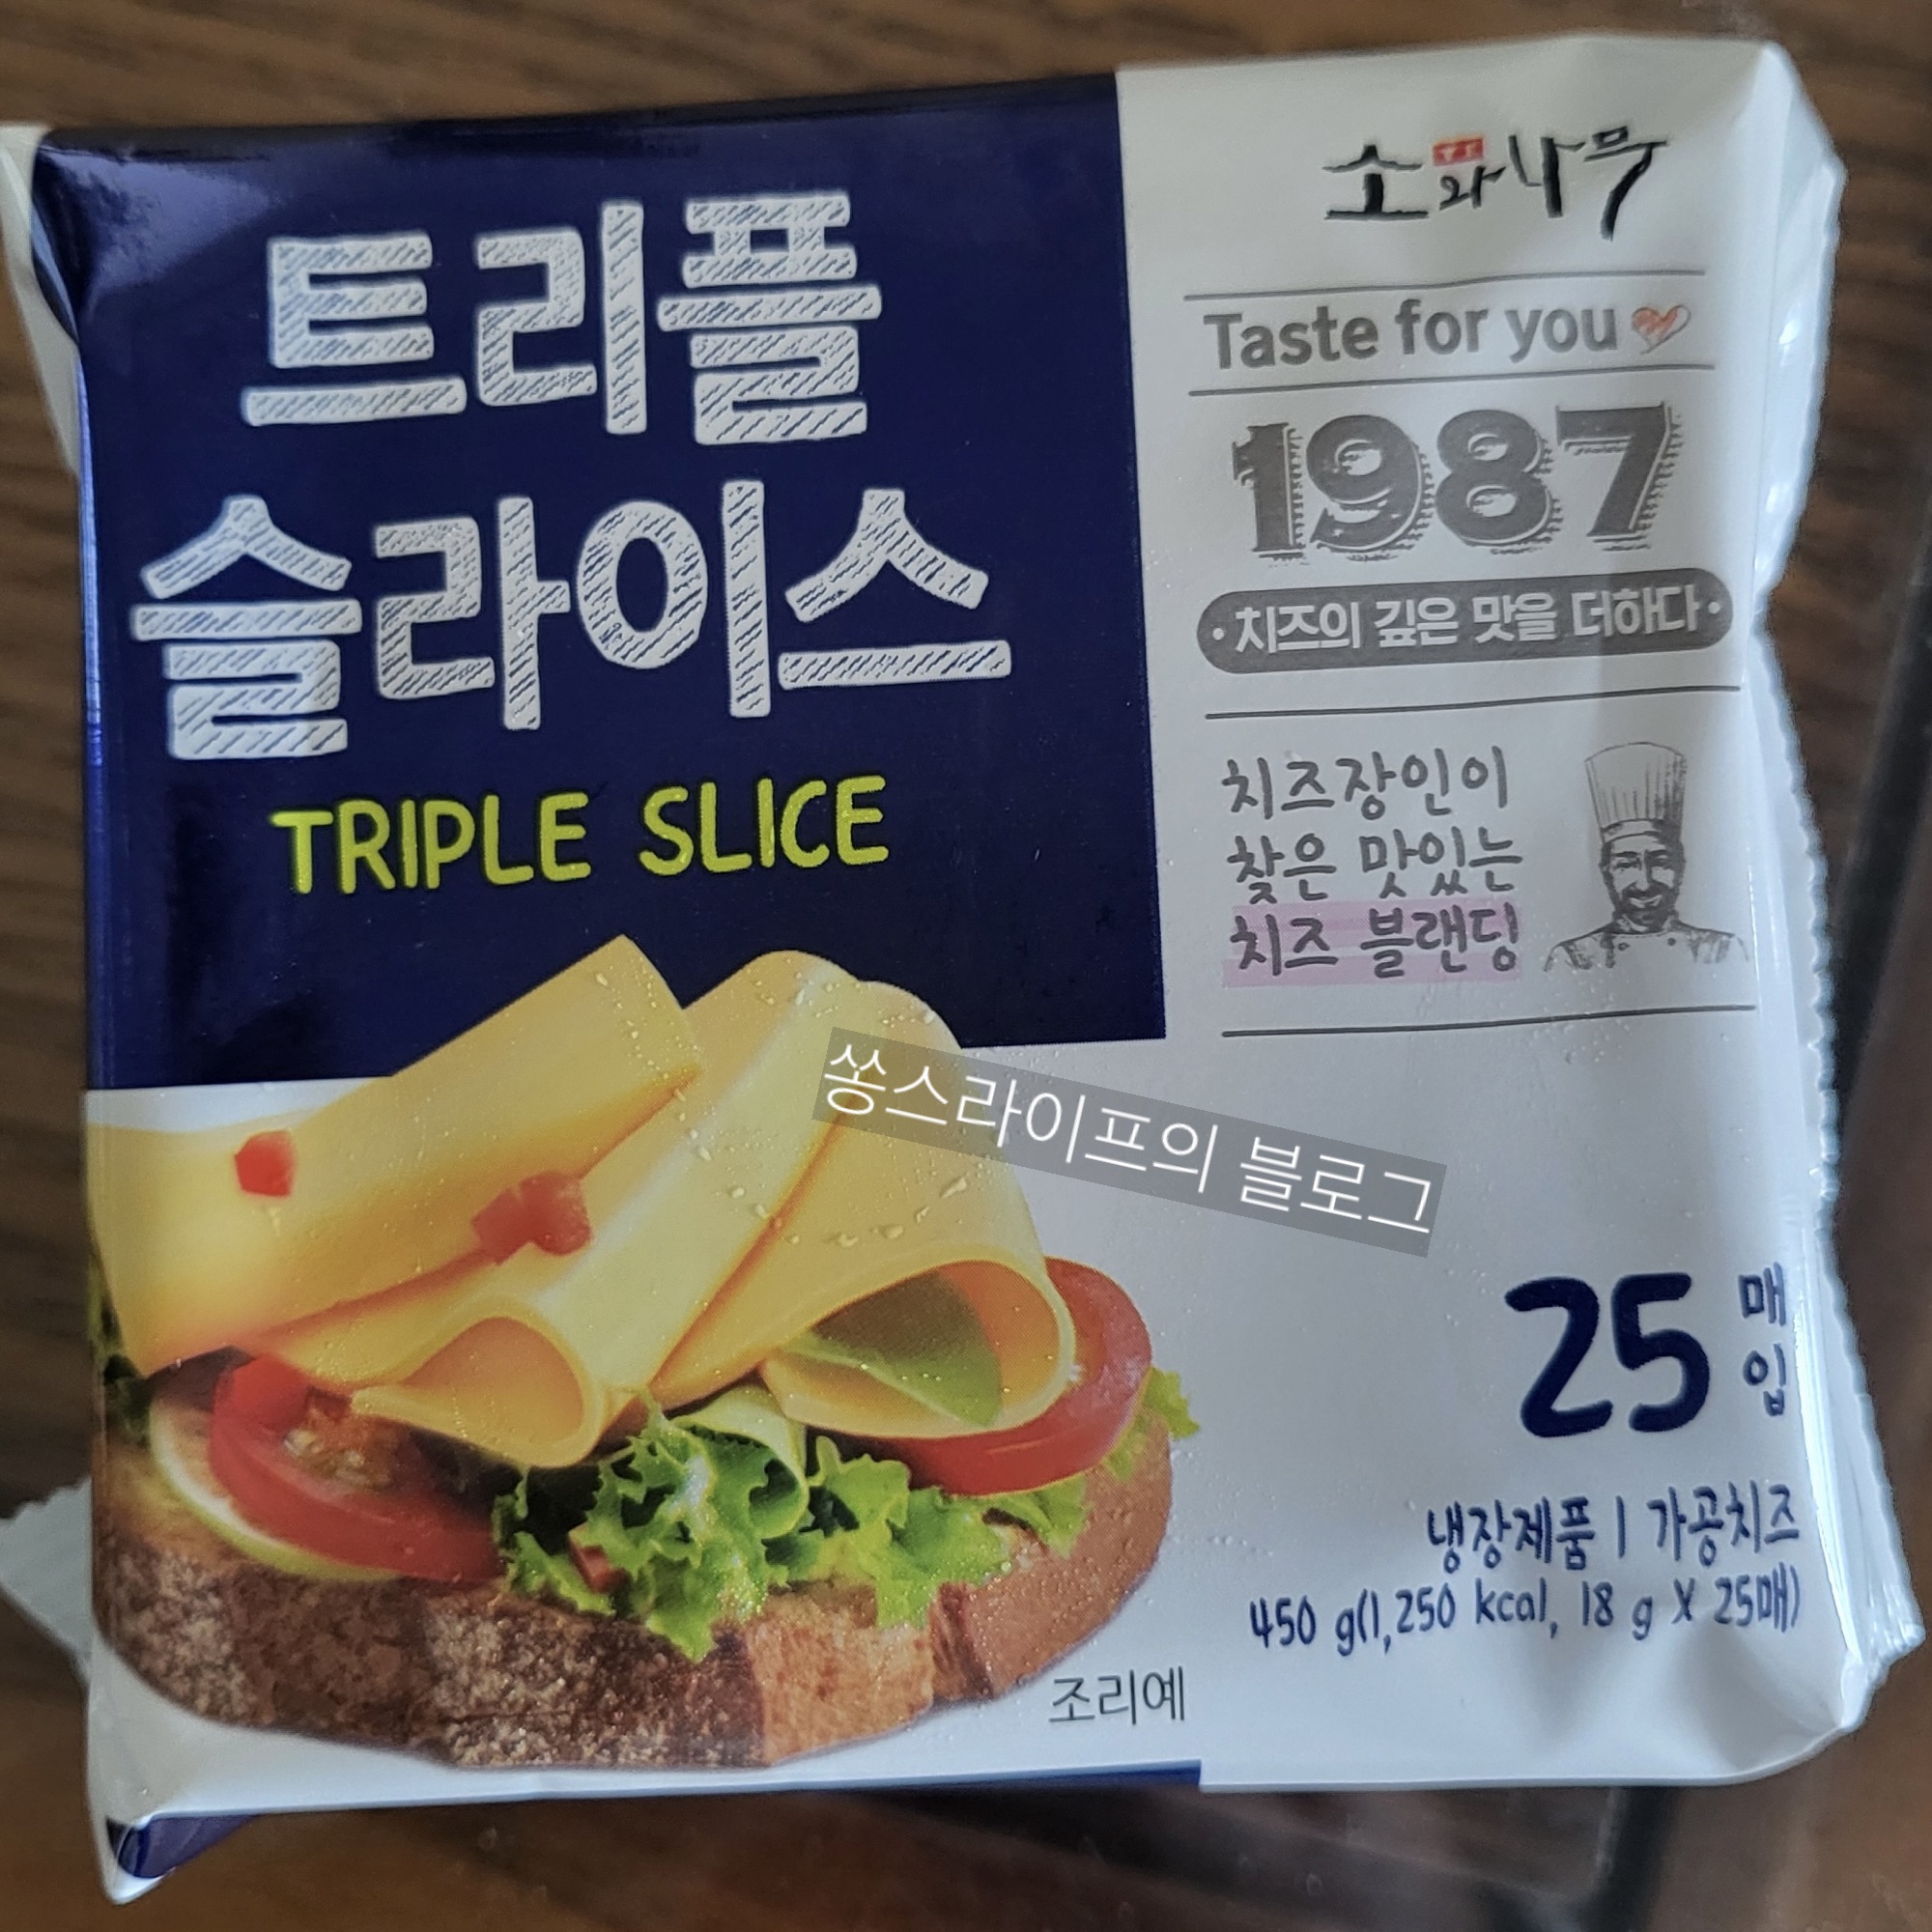 트리플
슬라이스
TRIPLE SLICE
소와나무
Taste for you
1987
·치즈의 깊은 맛을 더하다·
치즈장인이
찾은 맛있는
치즈 블랜딩
쏭스라이프의 블로그
25 매입
냉장제품 | 가공치즈
450 g(1,250 kcal, 18 g X 25매)
조리예